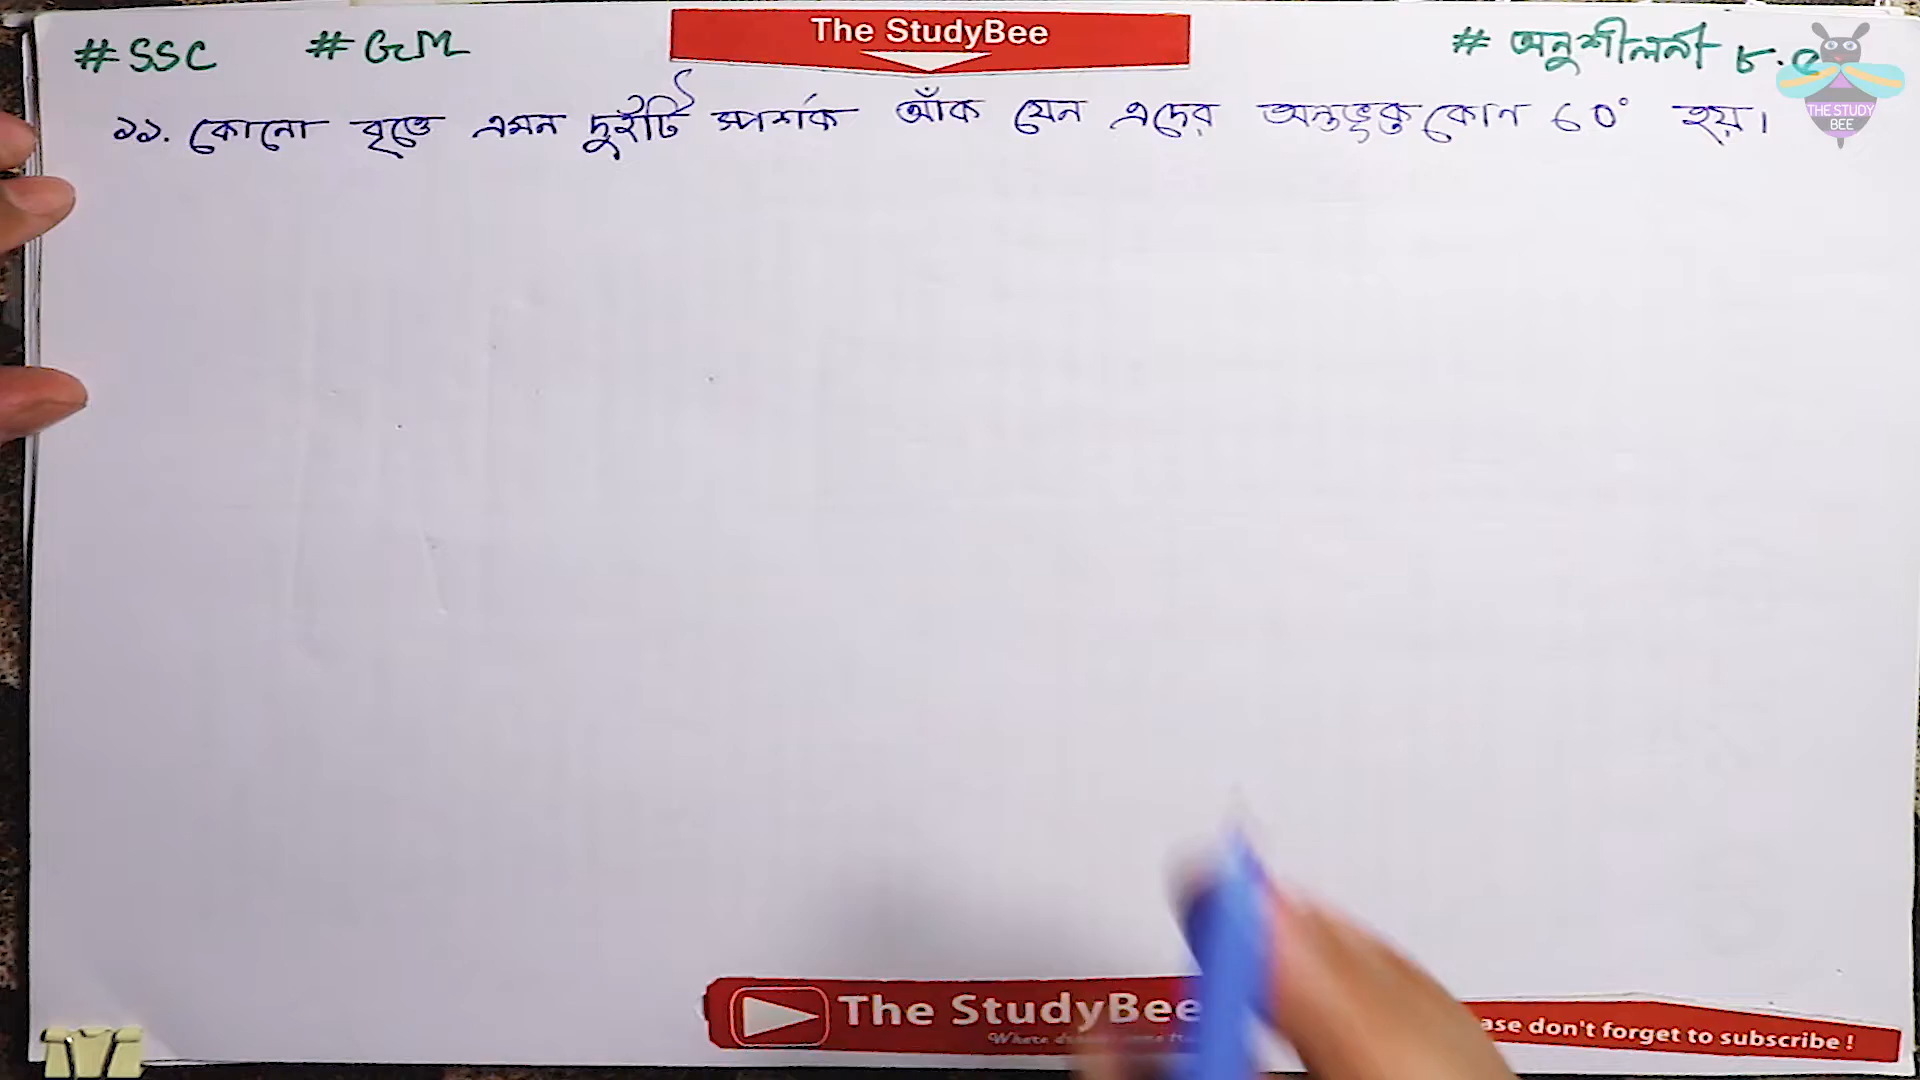 #SSC #GM The StudyBee # অনুশীলনী ৮.৫
THE STUDY
BEE
১১. কোনো বৃত্তে এমন দুইটি স্পর্শক আঁক যেন এদের অন্তর্ভুক্ত কোণ 60° হয়।
The StudyBee
ase don't forget to subscribe !